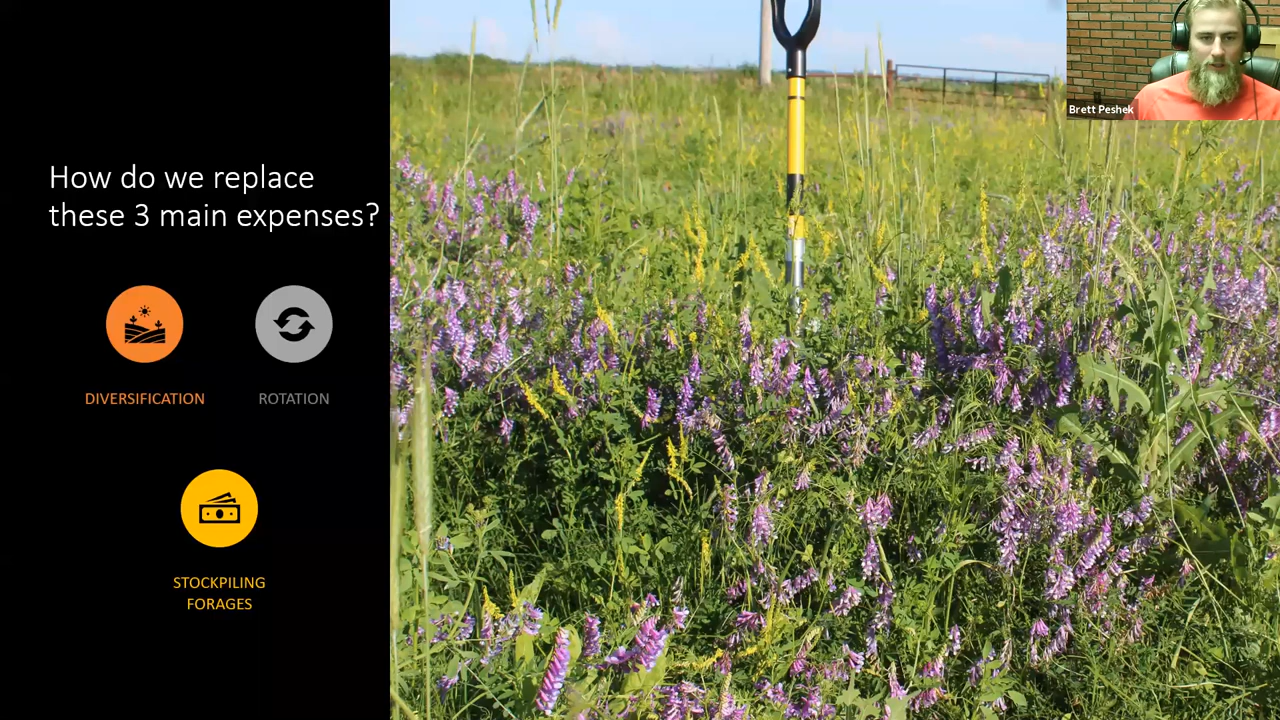 How do we replace
these 3 main expenses?
DIVERSIFICATION
ROTATION
STOCKPILING
FORAGES
Brett Peshek